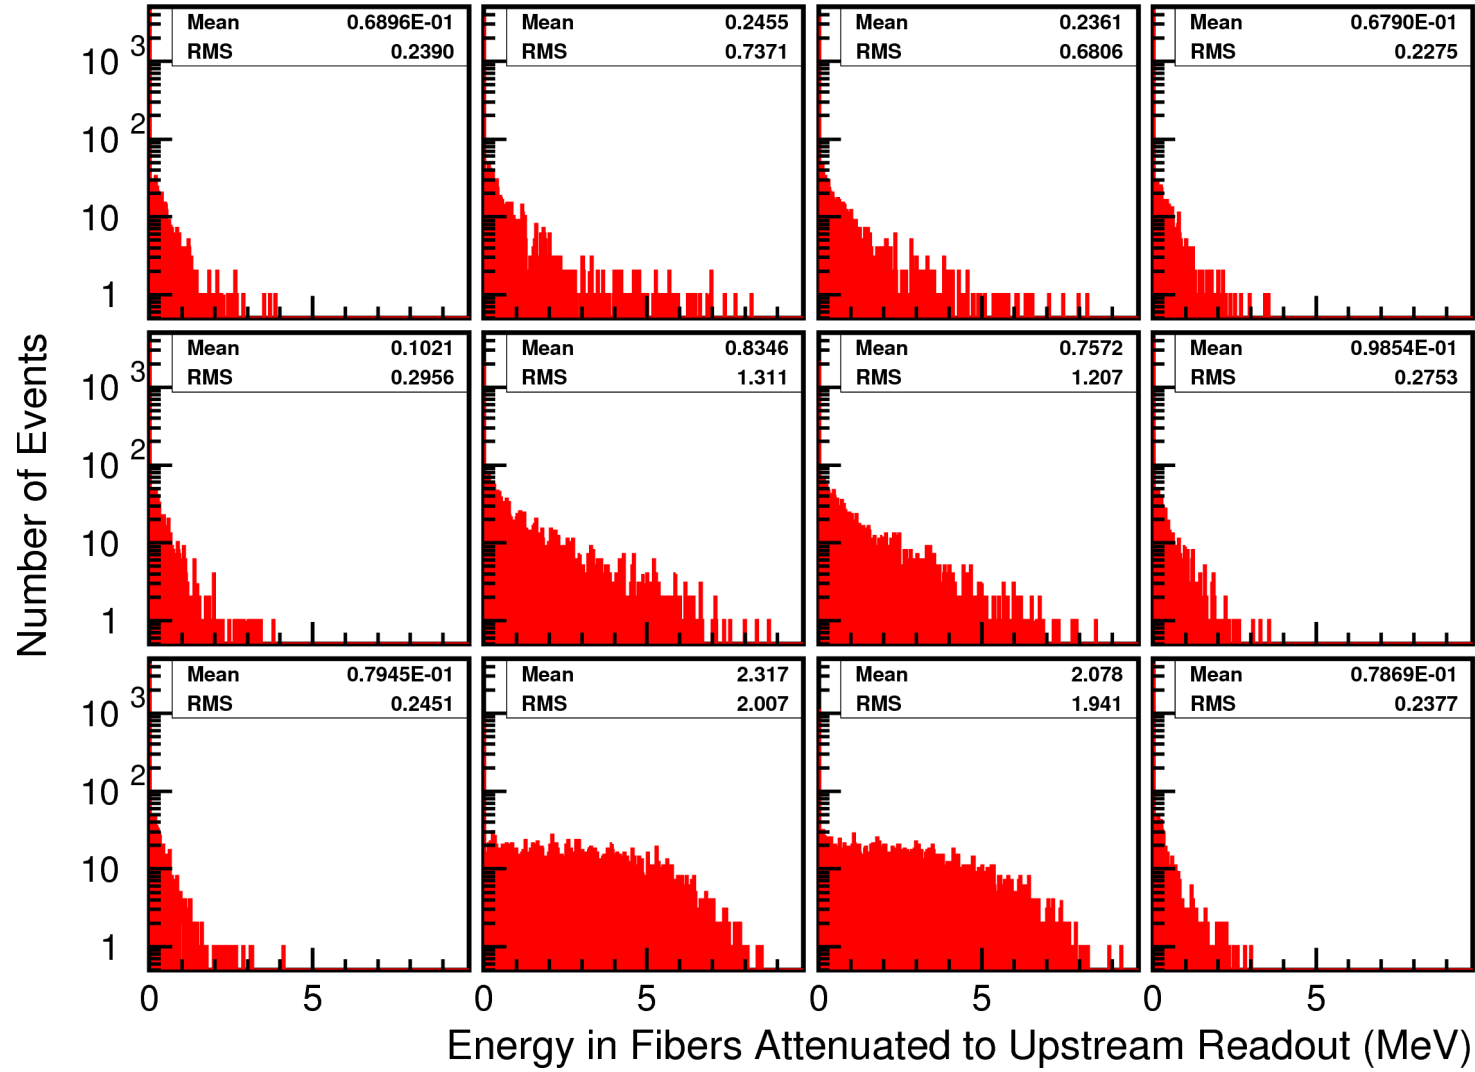 Mean 0.6896E-01
RMS 0.2390
Mean 0.2455
RMS 0.7371
Mean 0.2361
RMS 0.6806
Mean 0.6790E-01
RMS 0.2275
10 3
10 2
10
1
Mean 0.1021
RMS 0.2956
Mean 0.8346
RMS 1.311
Mean 0.7572
RMS 1.207
Mean 0.9854E-01
RMS 0.2753
10 3
10 2
10
1
Number of Events
Mean 0.7945E-01
RMS 0.2451
Mean 2.317
RMS 2.007
Mean 2.078
RMS 1.941
Mean 0.7869E-01
RMS 0.2377
10 3
10 2
10
1
0 5 0 5 0 5 0 5
Energy in Fibers Attenuated to Upstream Readout (MeV)